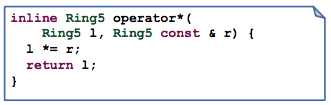 inline Ring5 operator*(
    Ring5 l, Ring5 const & r) {
  l *= r;
  return l;
}